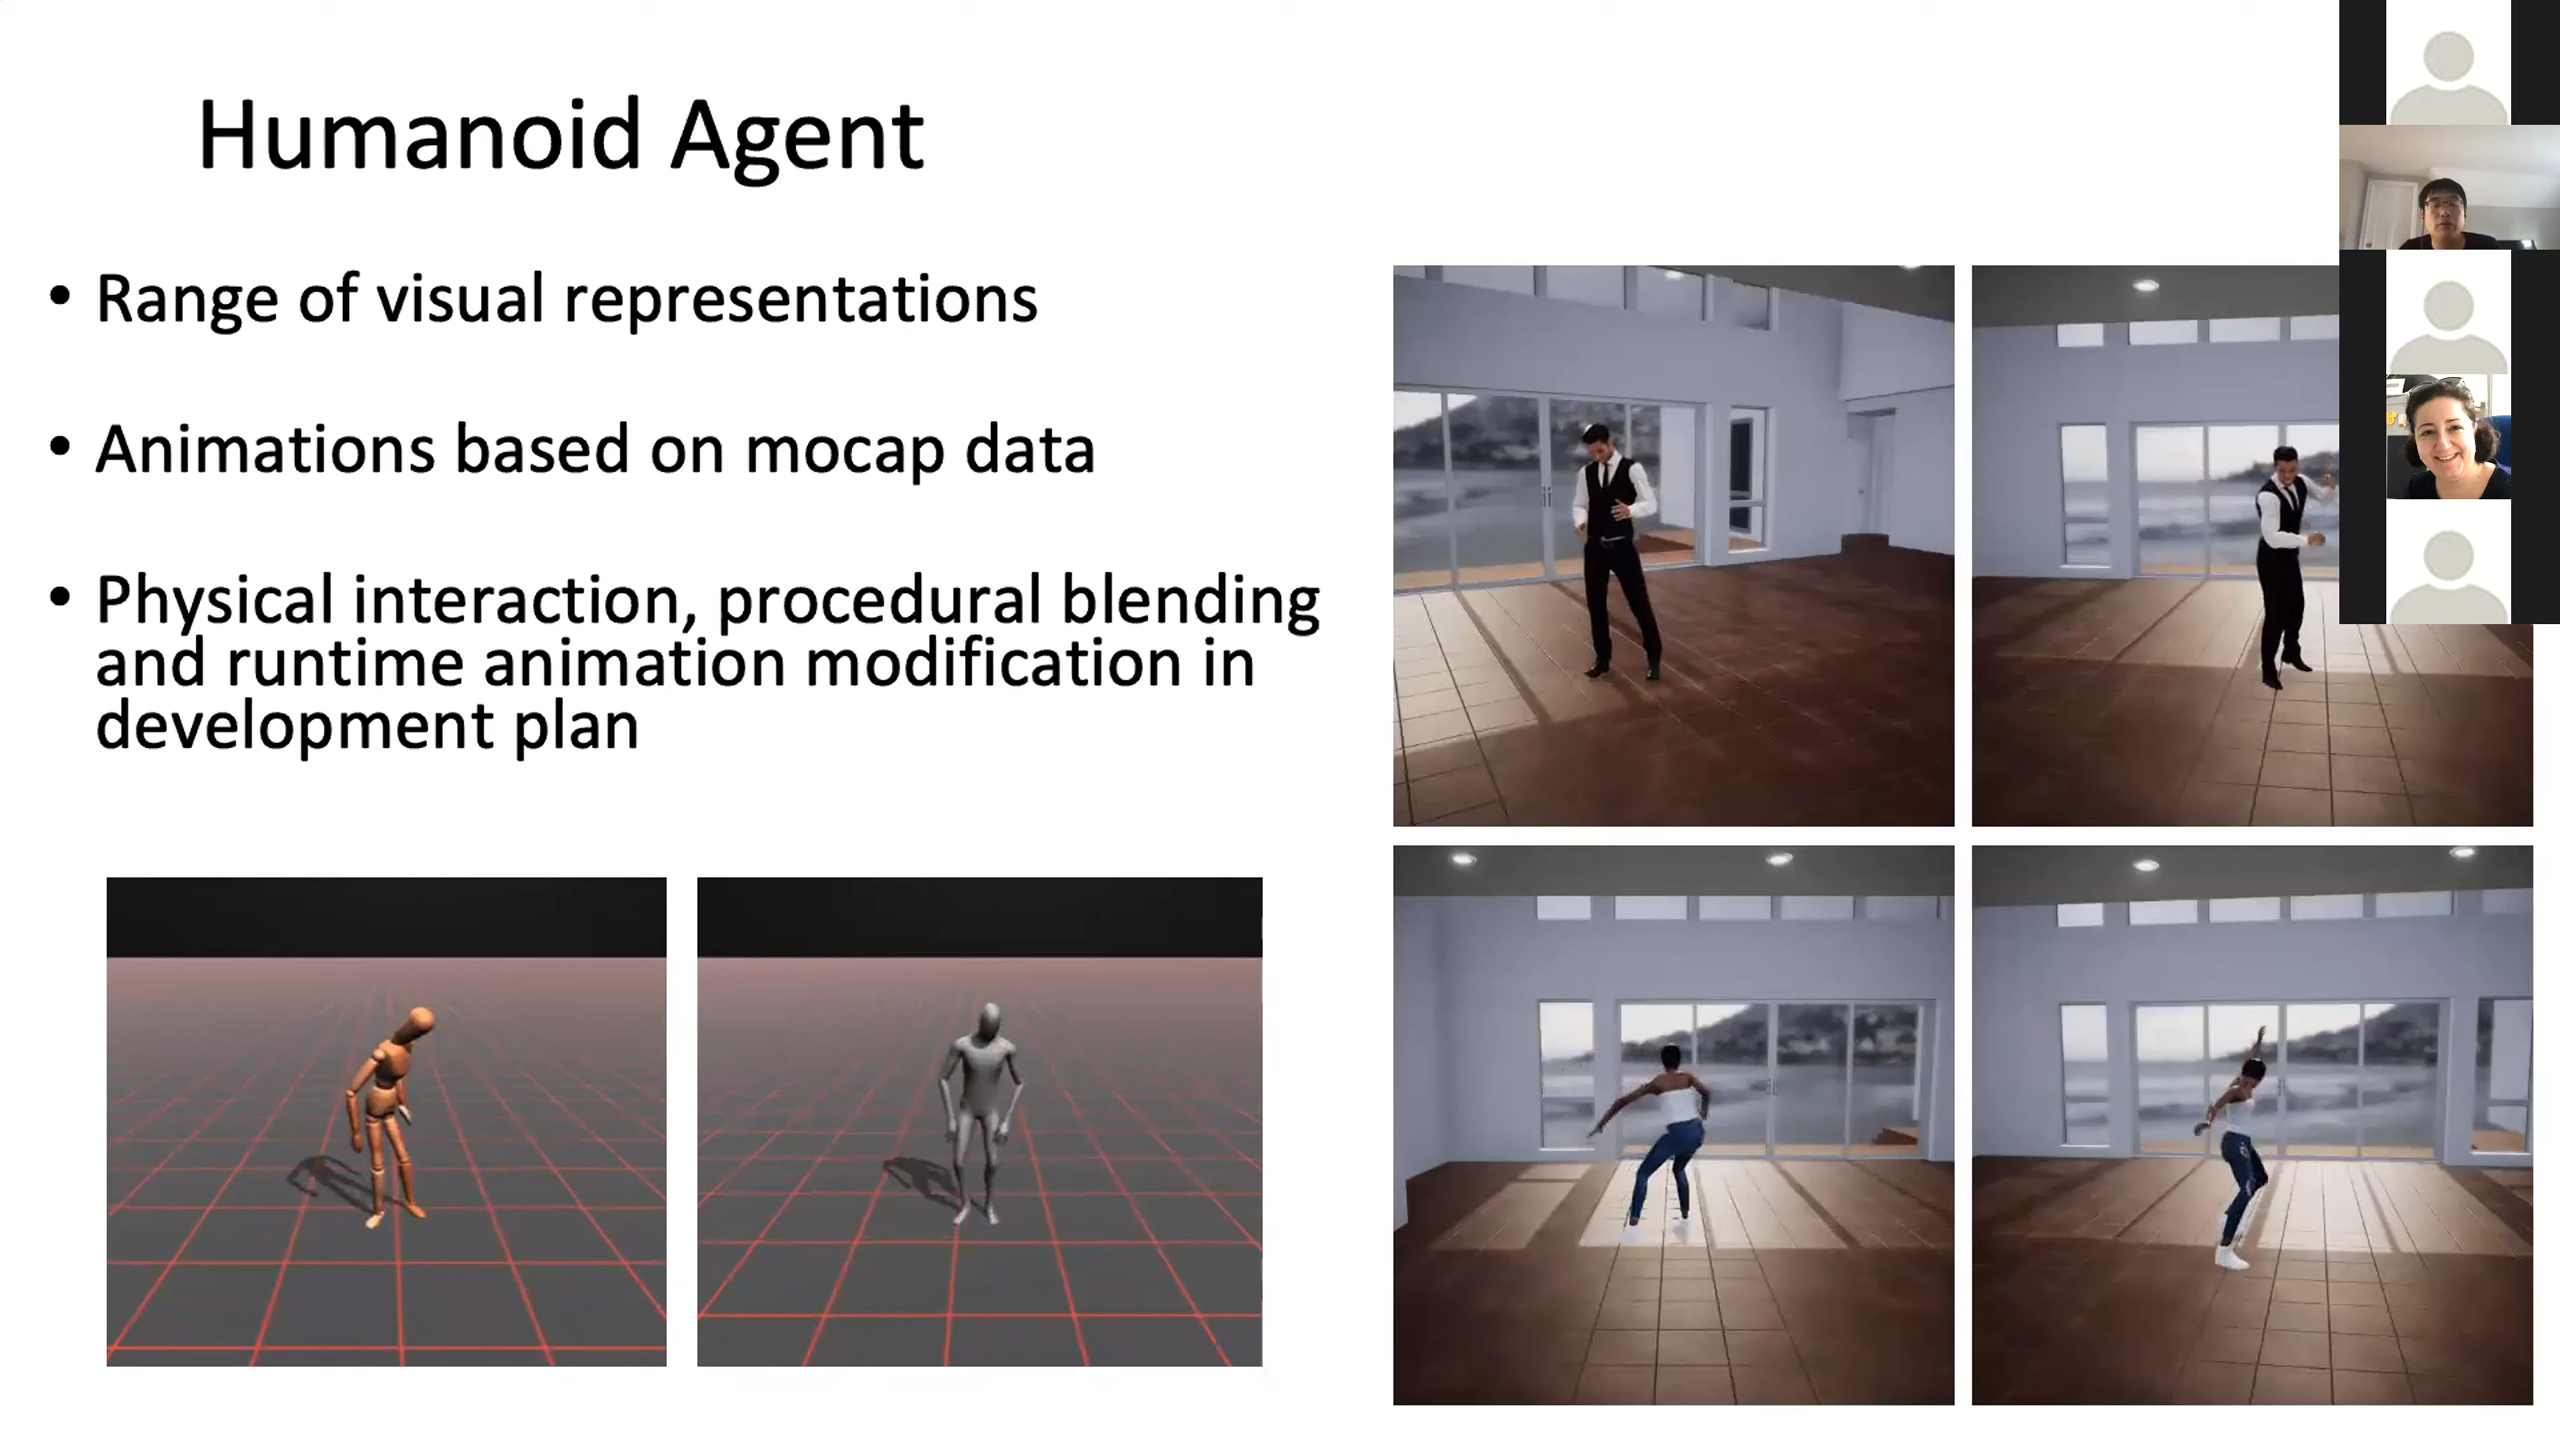 Humanoid Agent
• Range of visual representations
• Animations based on mocap data
• Physical interaction, procedural blending
and runtime animation modification in
development plan